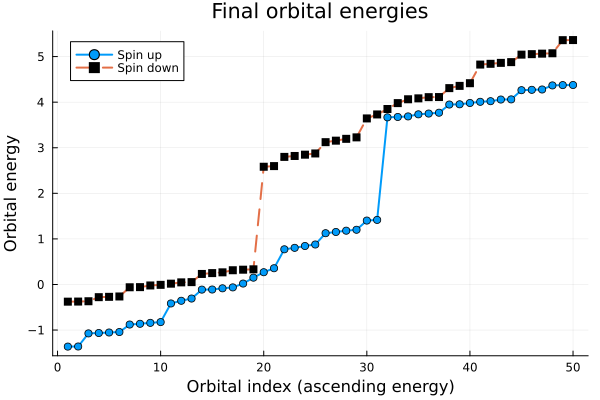 Final orbital energies
Spin up
Spin down
Orbital energy
5
4
3
2
1
0
−1
0
10
20
30
40
50
Orbital index (ascending energy)